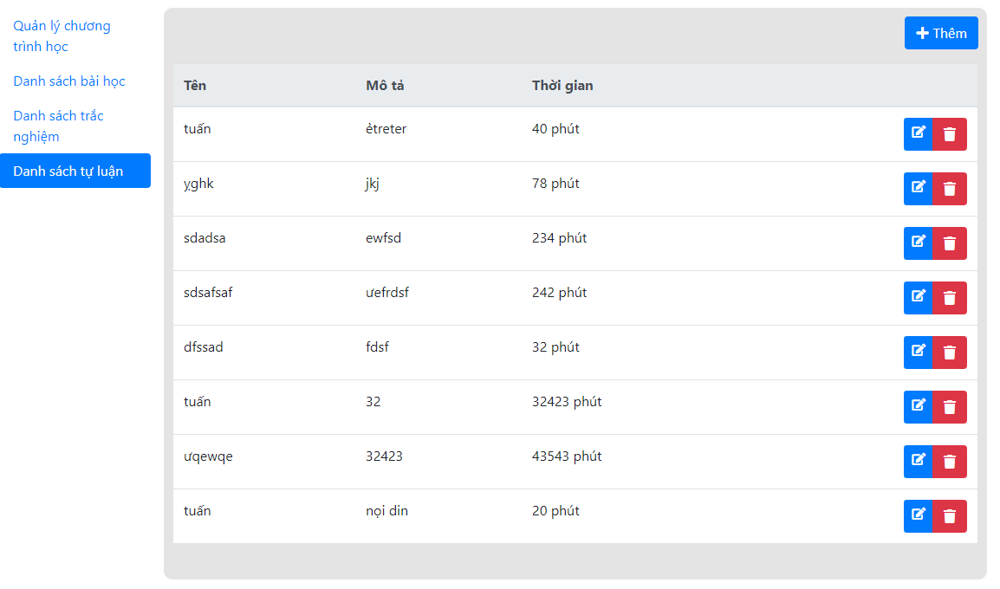 Quản lý chương
trình học
Danh sách bài học
Danh sách trắc
nghiệm
Danh sách tự luận
Thêm
Tên Mô tả Thời gian
tuấn ẻtreter 40 phút
yghk jkj 78 phút
sdadsa ewfsd 234 phút
sdsafsaf ưefrdsf 242 phút
dfssad fdsf 32 phút
tuấn 32 32423 phút
ưqewqe 32423 43543 phút
tuấn nọi din 20 phút